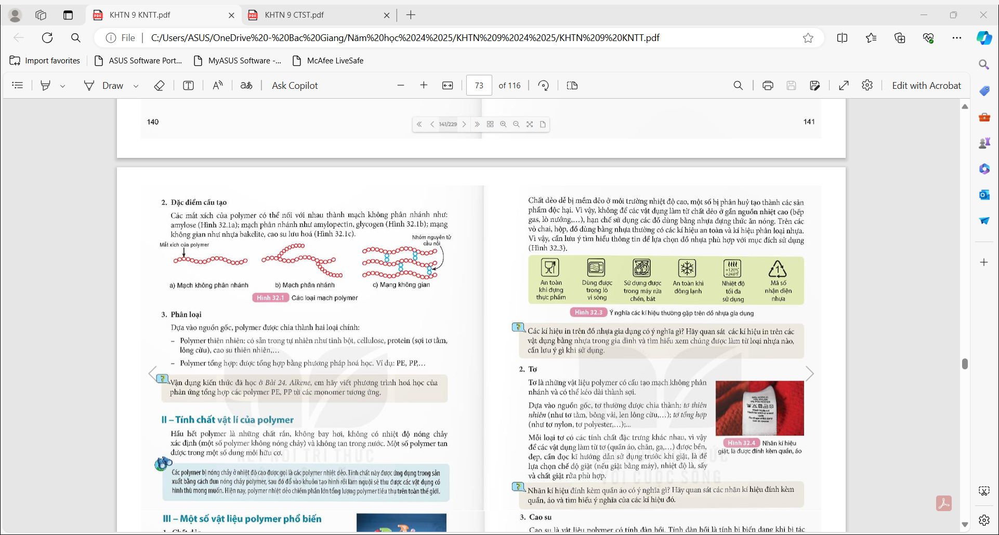 KHTN 9 KNTT.pdf
KHTN 9 CTST.pdf
File
C:/Users/ASUS/OneDrive%20-%20Bac%20Giang/Năm%20học%2024%2025/KHTN%209%2024%2025/KHTN%209%20KNTT.pdf
Import favorites
ASUS Software Port...
MyASUS Software -...
McAfee LiveSafe
Draw
aあ
Ask Copilot
73 of 116
Edit with Acrobat
140
141/229
141
2. Đặc điểm cấu tạo
Các mắt xích của polymer có thể nối với nhau thành mạch không phân nhánh như:
amylose (Hình 32.1a); mạch phân nhánh như amylopectin, glycogen (Hình 32.1b); mạng
không gian như nhựa bakelite, cao su lưu hoá (Hình 32.1c).
Mắt xích của polymer
Nhóm nguyên tử
cầu nối
a) Mạch không phân nhánh
b) Mạch phân nhánh
c) Mạng không gian
Hình 32.1 Các loại mạch polymer
3. Phân loại
Dựa vào nguồn gốc, polymer được chia thành hai loại chính:
– Polymer thiên nhiên: có sẵn trong tự nhiên như tinh bột, cellulose, protein (sợi tơ tằm,
lông cừu), cao su thiên nhiên,...
– Polymer tổng hợp: được tổng hợp bằng phương pháp hoá học. Ví dụ: PE, PP,...
?
Vận dụng kiến thức đã học ở Bài 24. Alkene, em hãy viết phương trình hoá học của
phản ứng tổng hợp các polymer PE, PP từ các monomer tương ứng.
II – Tính chất vật lí của polymer
Hầu hết polymer là những chất rắn, không bay hơi, không có nhiệt độ nóng chảy
xác định (một số polymer không nóng chảy) và không tan trong nước. Một số polymer tan
được trong một số dung môi hữu cơ.
KẾT NỐI TRI THỨC
Các polymer bị nóng chảy ở nhiệt độ cao được gọi là các polymer nhiệt dẻo. Tính chất này được ứng dụng trong sản
xuất bằng cách đun nóng chảy polymer, sau đó đổ vào khuôn tạo hình rồi làm nguội sẽ thu được các vật dụng có
hình thù mong muốn. Hiện nay, polymer nhiệt dẻo chiếm phần lớn tổng lượng polymer tiêu thụ trên toàn thế giới.
III – Một số vật liệu polymer phổ biến
1. Chất dẻo
Chất dẻo dễ bị mềm dẻo ở môi trường nhiệt độ cao, một số bị phân huỷ tạo thành các sản
phẩm độc hại. Vì vậy, không để các vật dụng làm từ chất dẻo ở gần nguồn nhiệt cao (bếp
gas, lò nướng,...), hạn chế sử dụng các đồ dùng bằng nhựa đựng thức ăn nóng. Trên các
vỏ chai, hộp, đồ dùng bằng nhựa thường có các kí hiệu an toàn và kí hiệu phân loại nhựa.
Vì vậy, cần lưu ý tìm hiểu thông tin để lựa chọn đồ nhựa phù hợp với mục đích sử dụng
(Hình 32.3).
+120°C
+248°F
1
An toàn
khi đựng
thực phẩm
Dùng được
trong lò
vi sóng
Sử dụng được
trong máy rửa
chén, bát
An toàn khi
đông lạnh
Nhiệt độ
tối đa
sử dụng
Mã số
nhận diện
nhựa
Hình 32.3 Ý nghĩa các kí hiệu thường gặp trên đồ nhựa gia dụng
?
Các kí hiệu in trên đồ nhựa gia dụng có ý nghĩa gì? Hãy quan sát các kí hiệu in trên các
vật dụng bằng nhựa trong gia đình và tìm hiểu xem chúng được làm từ loại nhựa nào,
cần lưu ý gì khi sử dụng.
2. Tơ
Tơ là những vật liệu polymer có cấu tạo mạch không phân
nhánh và có thể kéo dài thành sợi.
Dựa vào nguồn gốc, tơ thường được chia thành: tơ thiên
nhiên (như tơ tằm, bông vải, len lông cừu,...); tơ tổng hợp
(như tơ nylon, tơ polyester,...);...
Mỗi loại tơ có các tính chất đặc trưng khác nhau, vì vậy
để các vật dụng làm từ tơ (quần áo, chăn, ga,...) được bền,
đẹp, cần đọc kĩ hướng dẫn sử dụng trước khi giặt, là để
lựa chọn chế độ giặt (nếu giặt bằng máy), nhiệt độ là, sấy
và chất giặt rửa phù hợp.
VỚI CUỘC SỐNG
Hình 32.4 Nhãn kí hiệu
giặt, là được đính kèm quần, áo
?
Nhãn kí hiệu đính kèm quần áo có ý nghĩa gì? Hãy quan sát các nhãn kí hiệu đính kèm
quần, áo và tìm hiểu ý nghĩa của các kí hiệu đó.
3. Cao su
Cao su là vật liệu polymer có tính đàn hồi. Tính đàn hồi là tính bị biến dạng khi bị tác